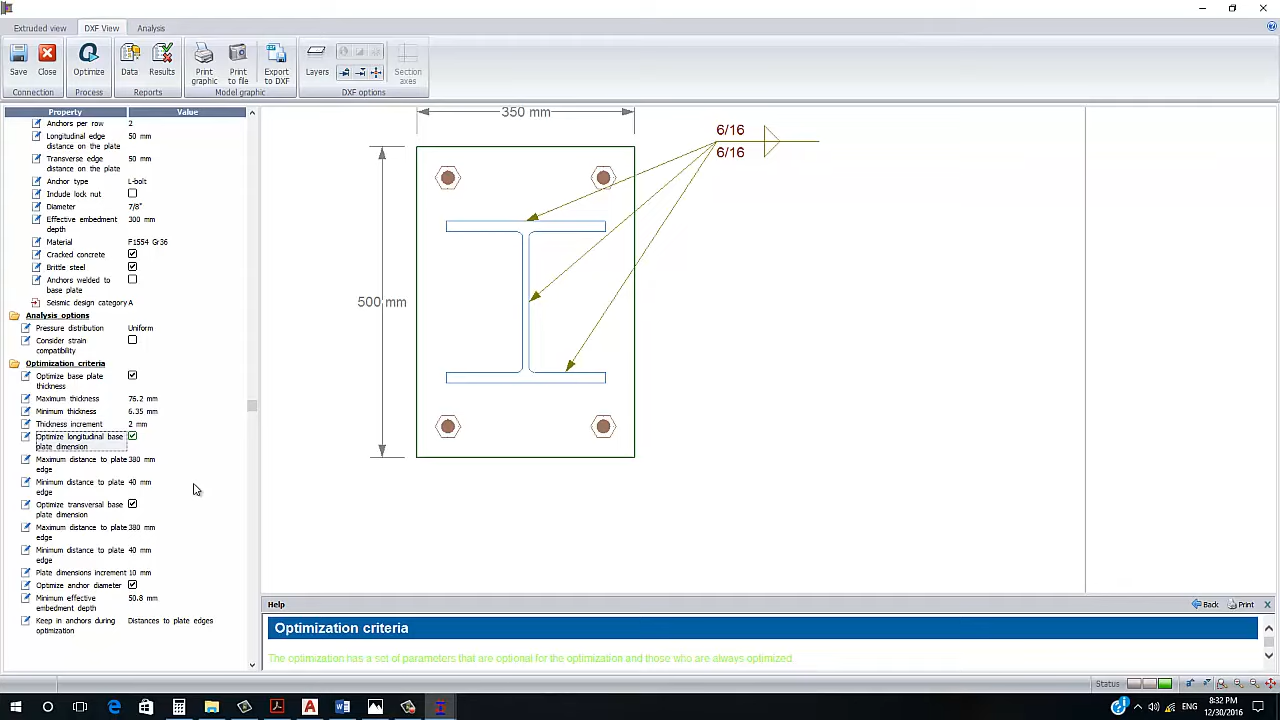 Extruded view DXF View Analysis
Save Close Optimize Data Results Print graphic Print to file Export to DXF Layers Section axes
Connection Process Reports Model graphic DXF options
Property Value
Anchors per row 2
Longitudinal edge distance on the plate 50 mm
Transverse edge distance on the plate 50 mm
Anchor type L-bolt
Include lock nut
Diameter 7/8"
Effective embedment depth 300 mm
Material F1554 Gr36
Cracked concrete
Brittle steel
Anchors welded to base plate
Seismic design category A
Analysis options
Pressure distribution Uniform
Consider strain compatibility
Optimization criteria
Optimize base plate thickness
Maximum thickness 76.2 mm
Minimum thickness 6.35 mm
Thickness increment 2 mm
Optimize longitudinal base plate dimension
Maximum distance to plate edge 380 mm
Minimum distance to plate edge 40 mm
Optimize transversal base plate dimension
Maximum distance to plate edge 380 mm
Minimum distance to plate edge 40 mm
Plate dimensions increment 10 mm
Optimize anchor diameter
Minimum effective embedment depth 50.8 mm
Keep in anchors during optimization Distances to plate edges
350 mm
6/16
6/16
500 mm
Help Back Print X
Optimization criteria
The optimization has a set of parameters that are optional for the optimization and those who are always optimized.
Status
ENG
8:32 PM
12/30/2016